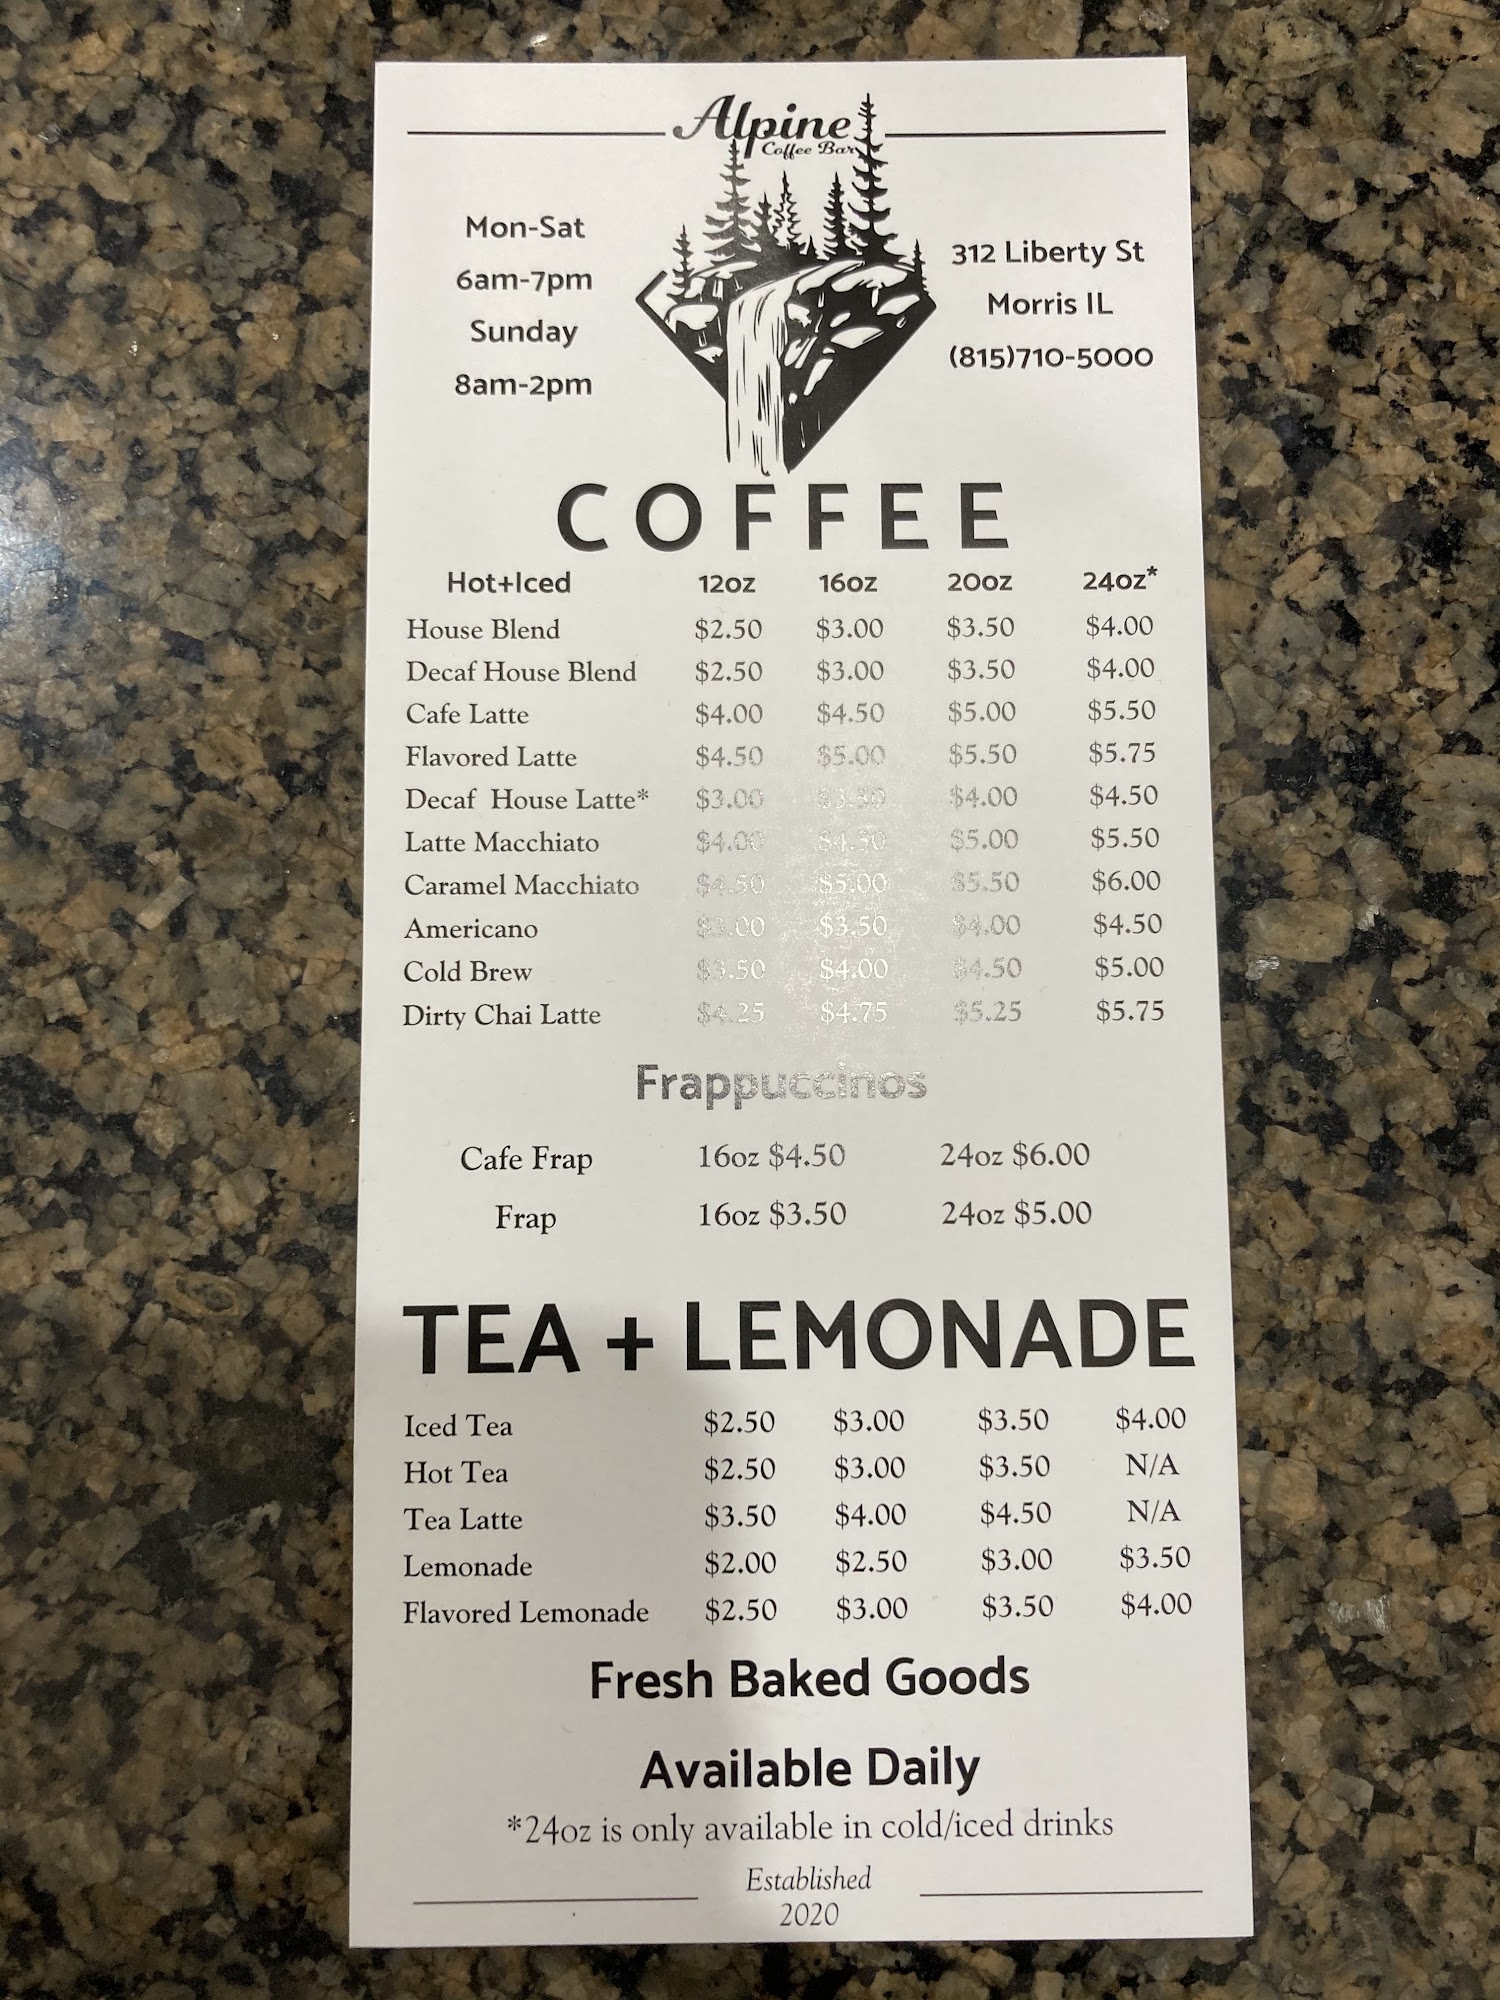 Alpine
Coffee Bar
Mon-Sat
6am-7pm
Sunday
8am-2pm
312 Liberty St
Morris IL
(815)710-5000
COFFEE
Hot+Iced 12oz 16oz 20oz 24oz*
House Blend $2.50 $3.00 $3.50 $4.00
Decaf House Blend $2.50 $3.00 $3.50 $4.00
Cafe Latte $4.00 $4.50 $5.00 $5.50
Flavored Latte $4.50 $5.00 $5.50 $5.75
Decaf House Latte* $3.00 $3.50 $4.00 $4.50
Latte Macchiato $4.00 $4.50 $5.00 $5.50
Caramel Macchiato $4.50 $5.00 $5.50 $6.00
Americano $3.00 $3.50 $4.00 $4.50
Cold Brew $3.50 $4.00 $4.50 $5.00
Dirty Chai Latte $4.25 $4.75 $5.25 $5.75
Frappuccinos
Cafe Frap 16oz $4.50 24oz $6.00
Frap 16oz $3.50 24oz $5.00
TEA + LEMONADE
Iced Tea $2.50 $3.00 $3.50 $4.00
Hot Tea $2.50 $3.00 $3.50 N/A
Tea Latte $3.50 $4.00 $4.50 N/A
Lemonade $2.00 $2.50 $3.00 $3.50
Flavored Lemonade $2.50 $3.00 $3.50 $4.00
Fresh Baked Goods
Available Daily
*24oz is only available in cold/iced drinks
Established
2020